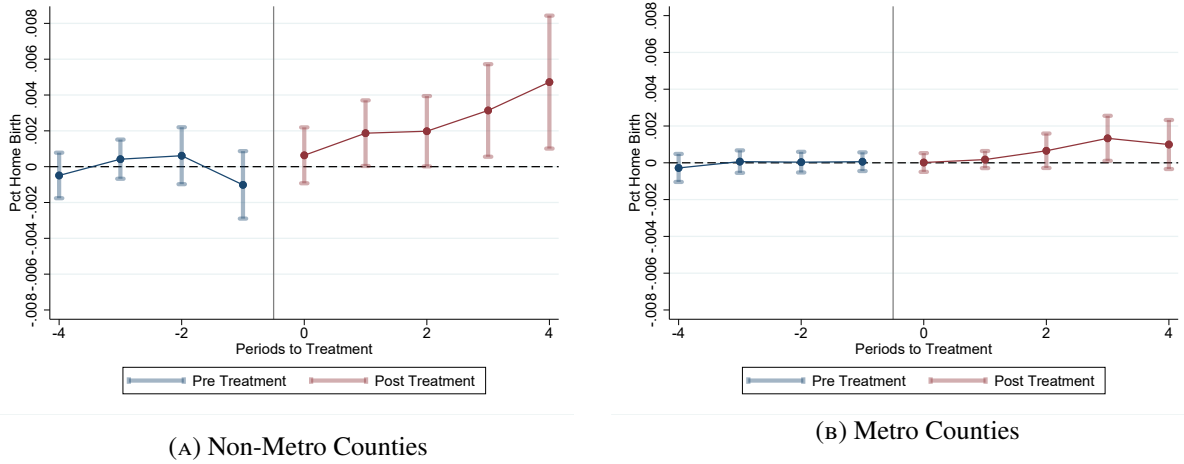 Pct Home Birth
.008
.006
.004
.002
0
-.002
-.004
-.006
-.008
-4 -2 0 2 4
Periods to Treatment
Pre Treatment Post Treatment
(A) Non-Metro Counties
Pct Home Birth
.008
.006
.004
.002
0
-.002
-.004
-.006
-.008
-4 -2 0 2 4
Periods to Treatment
Pre Treatment Post Treatment
(B) Metro Counties